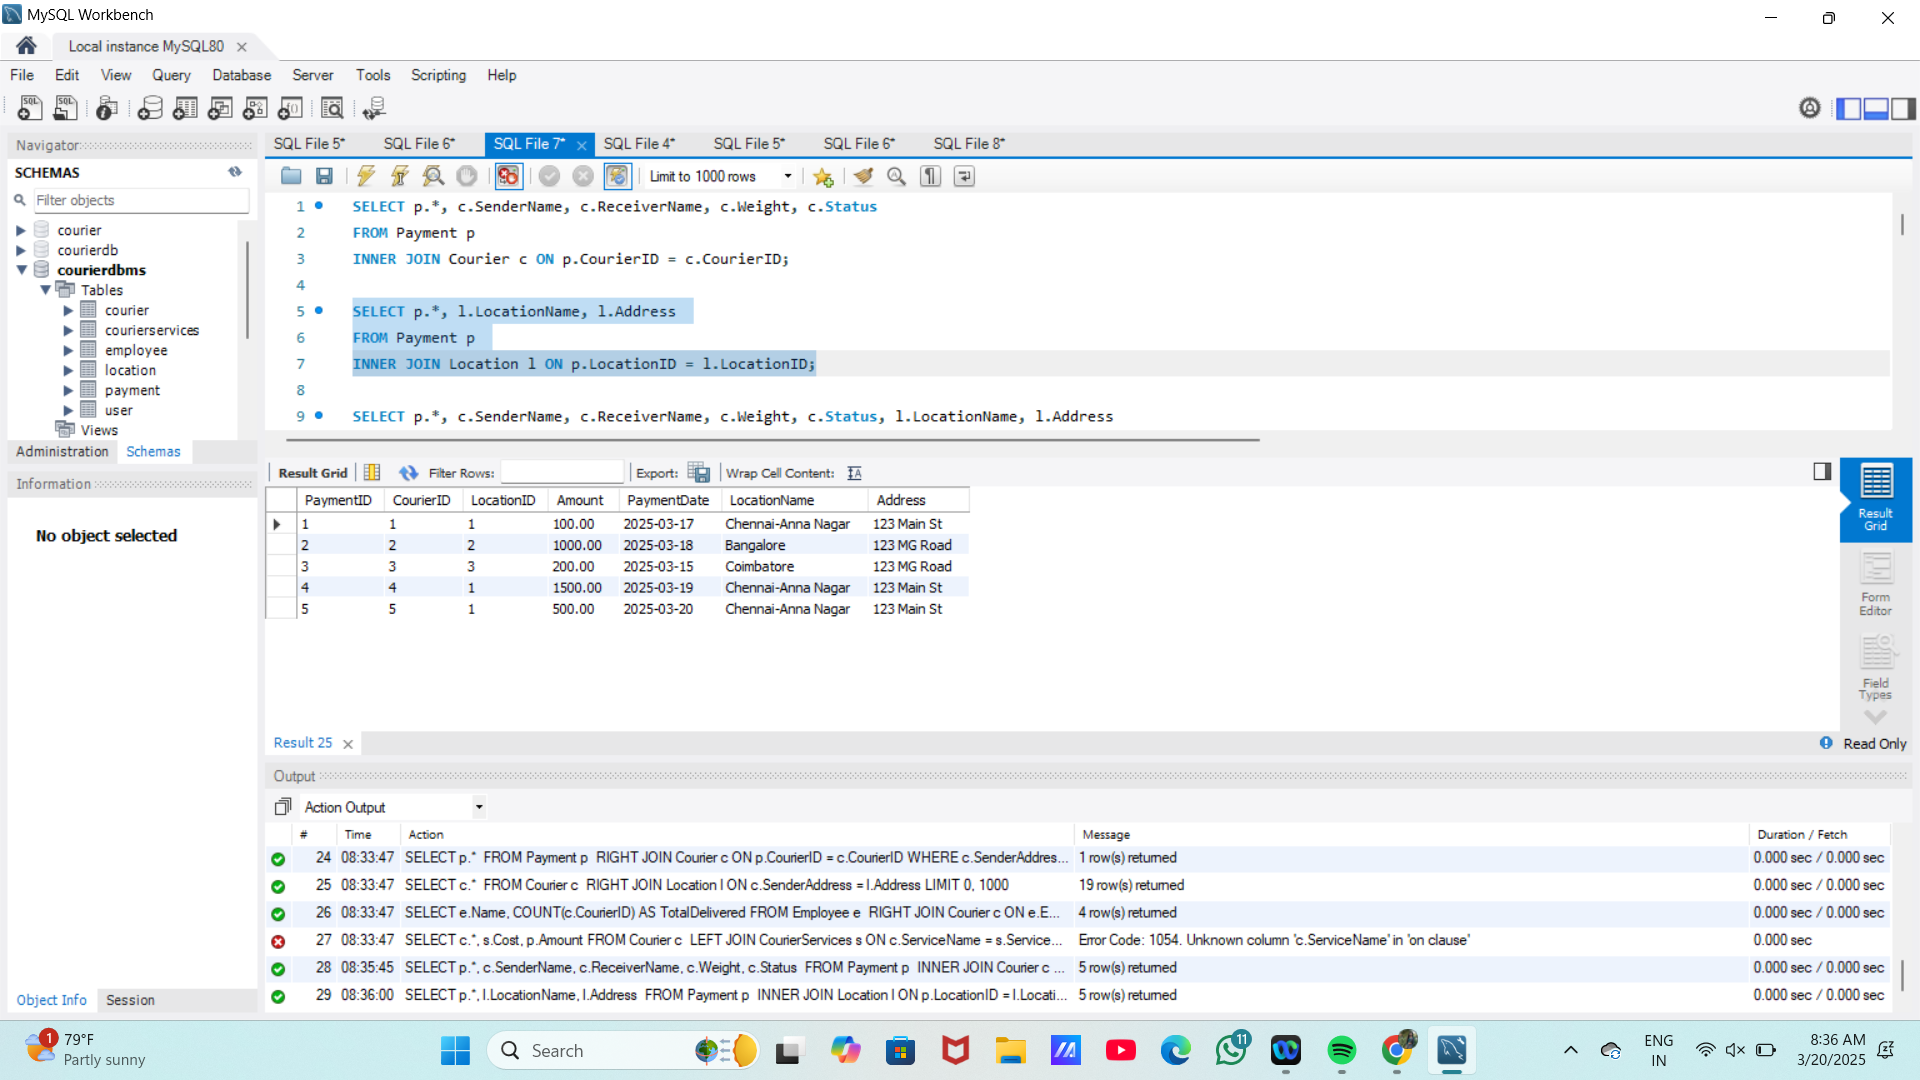 MySQL Workbench
Local instance MySQL80
File Edit View Query Database Server Tools Scripting Help
Navigator
SCHEMAS
Filter objects
courier
courierdb
courierdbms
Tables
courier
courierservices
employee
location
payment
user
Views
Administration Schemas
Information
No object selected
Object Info Session
SQL File 5* SQL File 6* SQL File 7* SQL File 4* SQL File 5* SQL File 6* SQL File 8*
Limit to 1000 rows
1 SELECT p.*, c.SenderName, c.ReceiverName, c.Weight, c.Status
2 FROM Payment p
3 INNER JOIN Courier c ON p.CourierID = c.CourierID;
4
5 SELECT p.*, l.LocationName, l.Address
6 FROM Payment p
7 INNER JOIN Location l ON p.LocationID = l.LocationID;
8
9 SELECT p.*, c.SenderName, c.ReceiverName, c.Weight, c.Status, l.LocationName, l.Address
Result Grid Filter Rows: Export: Wrap Cell Content:
PaymentID CourierID LocationID Amount PaymentDate LocationName Address
1 1 1 100.00 2025-03-17 Chennai-Anna Nagar 123 Main St
2 2 2 1000.00 2025-03-18 Bangalore 123 MG Road
3 3 3 200.00 2025-03-15 Coimbatore 123 MG Road
4 4 1 1500.00 2025-03-19 Chennai-Anna Nagar 123 Main St
5 5 1 500.00 2025-03-20 Chennai-Anna Nagar 123 Main St
Result
Grid
Form
Editor
Field
Types
Result 25
Read Only
Output
Action Output
# Time Action Message Duration / Fetch
24 08:33:47 SELECT p.* FROM Payment p RIGHT JOIN Courier c ON p.CourierID = c.CourierID WHERE c.SenderAddres... 1 row(s) returned 0.000 sec / 0.000 sec
25 08:33:47 SELECT c.* FROM Courier c RIGHT JOIN Location l ON c.SenderAddress = l.Address LIMIT 0, 1000 19 row(s) returned 0.000 sec / 0.000 sec
26 08:33:47 SELECT e.Name, COUNT(c.CourierID) AS TotalDelivered FROM Employee e RIGHT JOIN Courier c ON e.E... 4 row(s) returned 0.000 sec / 0.000 sec
27 08:33:47 SELECT c.*, s.Cost, p.Amount FROM Courier c LEFT JOIN CourierServices s ON c.ServiceName = s.Service... Error Code: 1054. Unknown column 'c.ServiceName' in 'on clause' 0.000 sec
28 08:35:45 SELECT p.*, c.SenderName, c.ReceiverName, c.Weight, c.Status FROM Payment p INNER JOIN Courier c ... 5 row(s) returned 0.000 sec / 0.000 sec
29 08:36:00 SELECT p.*, l.LocationName, l.Address FROM Payment p INNER JOIN Location l ON p.LocationID = l.Locati... 5 row(s) returned 0.000 sec / 0.000 sec
1
79°F
Partly sunny
Search
11
ENG
IN
8:36 AM
3/20/2025